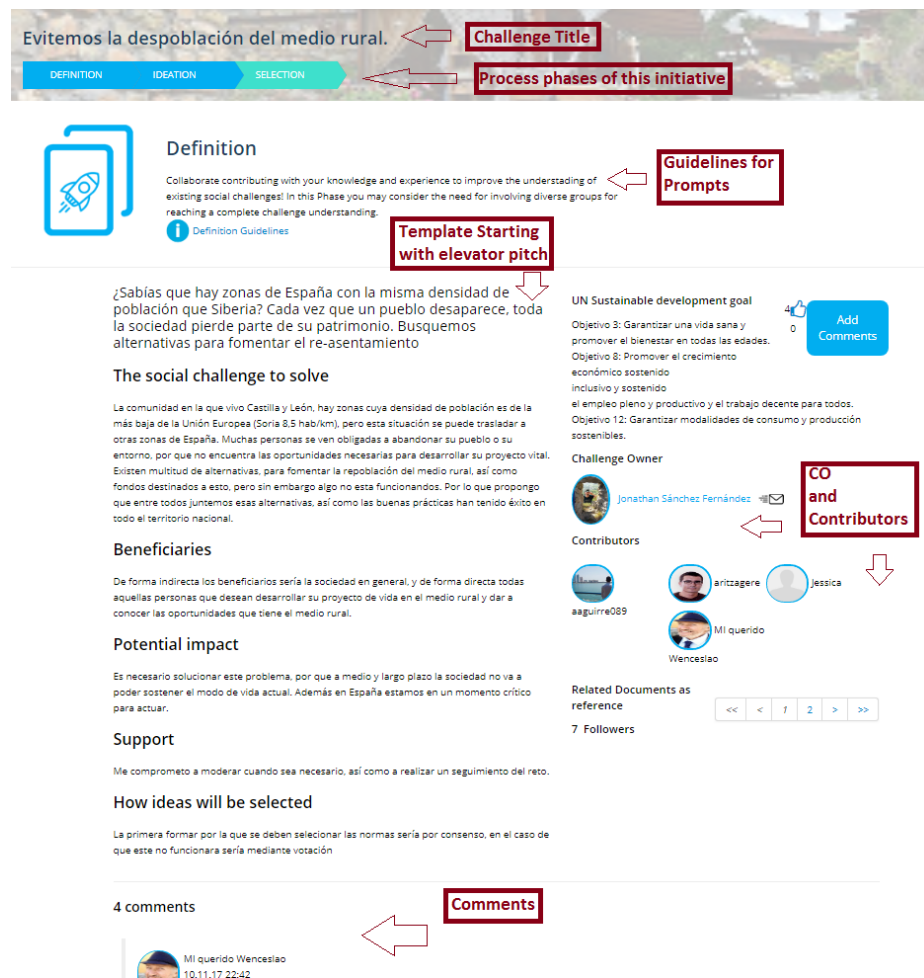 Evitemos la despoblación del medio rural.
Challenge Title
DEFINITION IDEATION SELECTION
Process phases of this initiative
Definition
Collaborate contributing with your knowledge and experience to improve the understading of
existing social challenges! In this Phase you may consider the need for involving diverse groups for
reaching a complete challenge understanding.
Definition Guidelines
Guidelines for
Prompts
Template Starting
with elevator pitch
¿Sabías que hay zonas de España con la misma densidad de
población que Siberia? Cada vez que un pueblo desaparece, toda
la sociedad pierde parte de su patrimonio. Busquemos
alternativas para fomentar el re-asentamiento
The social challenge to solve
La comunidad en la que vivo Castilla y León, hay zonas cuya densidad de población es de la
más baja de la Unión Europea (Soria 8,5 hab/km), pero esta situación se puede trasladar a
otras zonas de España. Muchas personas se ven obligadas a abandonar su pueblo o su
entorno, por que no encuentra las oportunidades necesarias para desarrollar su proyecto vital.
Existen multitud de alternativas, para fomentar la repoblación del medio rural, así como
fondos destinados a esto, pero sin embargo algo no esta funcionandos. Por lo que propongo
que entre todos juntemos esas alternativas, así como las buenas prácticas han tenido éxito en
todo el territorio nacional.
Beneficiaries
De forma indirecta los beneficiarios sería la sociedad en general, y de forma directa todas
aquellas personas que desean desarrollar su proyecto de vida en el medio rural y dar a
conocer las oportunidades que tiene el medio rural.
Potential impact
Es necesario solucionar este problema, por que a medio y largo plazo la sociedad no va a
poder sostener el modo de vida actual. Además en España estamos en un momento crítico
para actuar.
Support
Me comprometo a moderar cuando sea necesario, así como a realizar un seguimiento del reto.
How ideas will be selected
La primera formar por la que se deben selecionar las normas sería por consenso, en el caso de
que este no funcionara sería mediante votación
UN Sustainable development goal
4
0
Add
Comments
Objetivo 3: Garantizar una vida sana y
promover el bienestar en todas las edades.
Objetivo 8: Promover el crecimiento
económico sostenido
inclusivo y sostenido
el empleo pleno y productivo y el trabajo decente para todos.
Objetivo 12: Garantizar modalidades de consumo y producción
sostenibles.
Challenge Owner
Jonathan Sánchez Fernández
CO
and
Contributors
Contributors
aaguirre089
aritzagere
Jessica
MI querido
Wenceslao
Related Documents as
reference
<< < 1 2 > >>
7 Followers
4 comments
Comments
MI querido Wenceslao
10.11.17 22:42